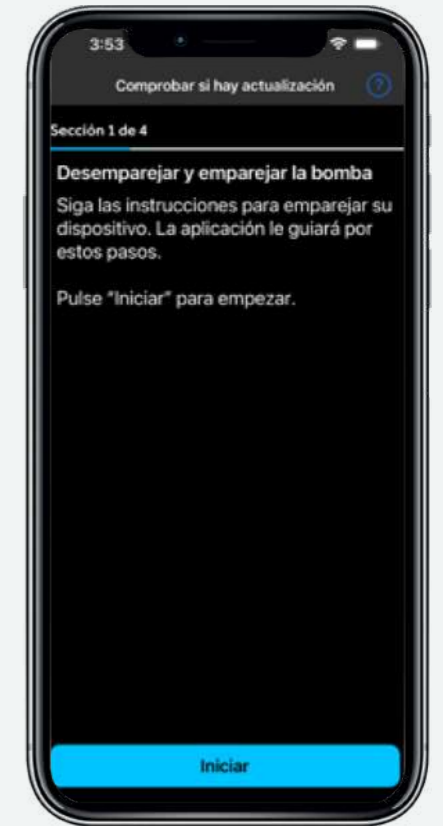 3:53
Comprobar si hay actualización ?
Sección 1 de 4
Desemparejar y emparejar la bomba
Siga las instrucciones para emparejar su
dispositivo. La aplicación le guiará por
estos pasos.
Pulse "Iniciar" para empezar.
Iniciar